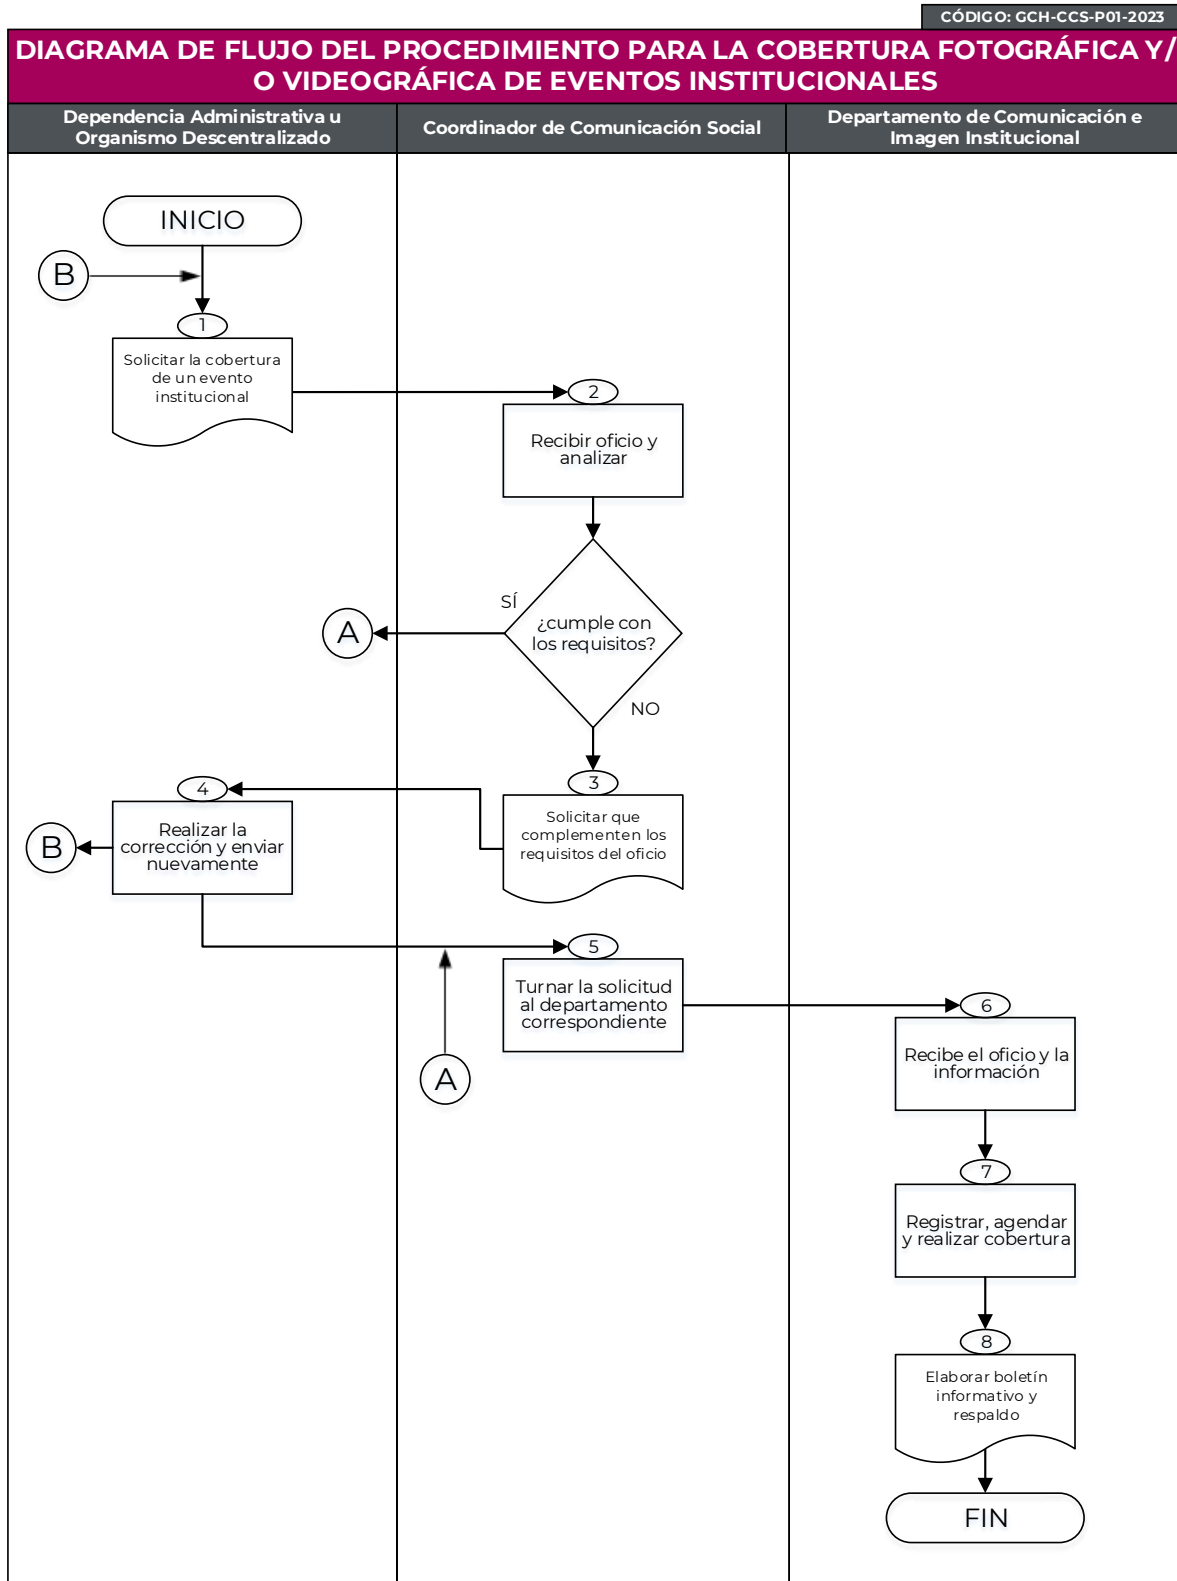 CÓDIGO: GCH-CCS-P01-2023
DIAGRAMA DE FLUJO DEL PROCEDIMIENTO PARA LA COBERTURA FOTOGRÁFICA Y/
O VIDEOGRÁFICA DE EVENTOS INSTITUCIONALES
Dependencia Administrativa u
Organismo Descentralizado
Coordinador de Comunicación Social
Departamento de Comunicación e
Imagen Institucional
INICIO
B
1
Solicitar la cobertura
de un evento
institucional
2
Recibir oficio y
analizar
SÍ
¿cumple con
los requisitos?
A
NO
3
Solicitar que
complementen los
requisitos del oficio
4
Realizar la
corrección y enviar
nuevamente
B
5
Turnar la solicitud
al departamento
correspondiente
A
6
Recibe el oficio y la
información
7
Registrar, agendar
y realizar cobertura
8
Elaborar boletín
informativo y
respaldo
FIN